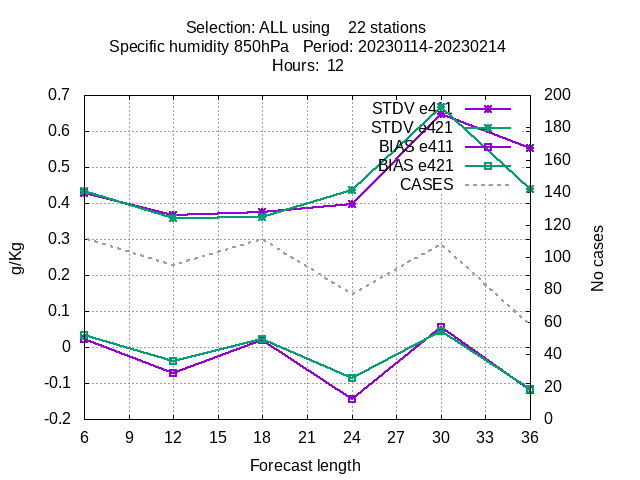 Selection: ALL using 22 stations
Specific humidity 850hPa Period: 20230114-20230214
Hours: 12
0.7
0.6
0.5
0.4
0.3
0.2
0.1
0
-0.1
-0.2
g/Kg
STDV e411
STDV e421
BIAS e411
BIAS e421
CASES
200
180
160
140
120
100
80
60
40
20
0
No cases
6 9 12 15 18 21 24 27 30 33 36
Forecast length